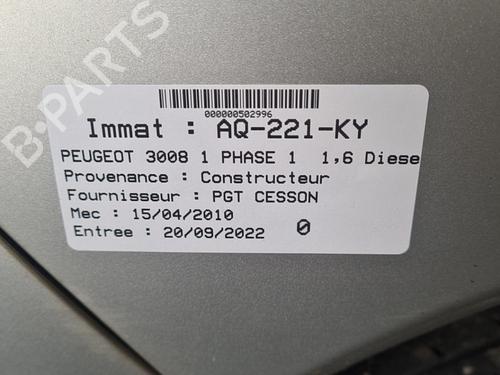 000000502996
Immat : AQ-221-KY
PEUGEOT 3008 1 PHASE 1 1,6 Diese
Provenance : Constructeur
Fournisseur : PGT CESSON
Mec : 15/04/2010
Entree : 20/09/2022 0
B-PARTS